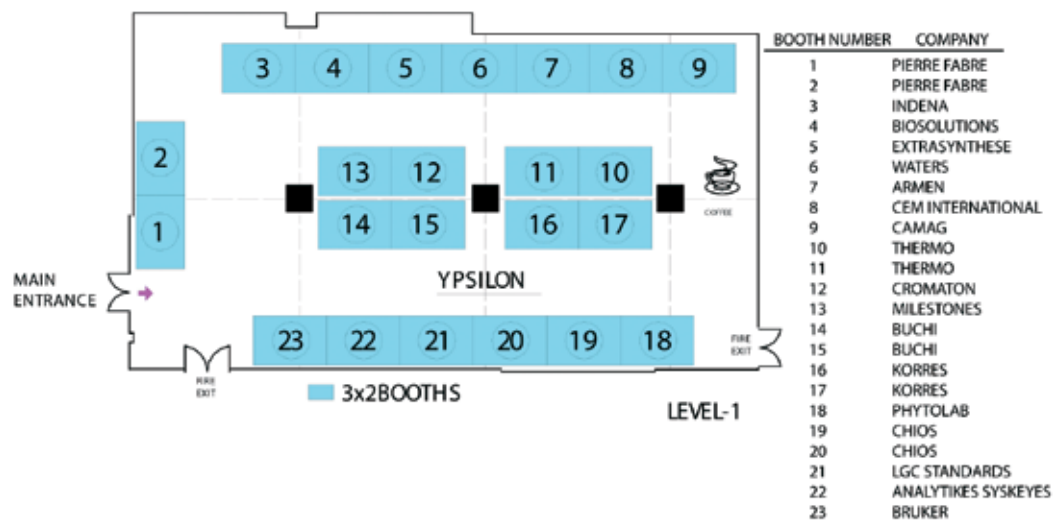 BOOTH NUMBER COMPANY
1 PIERRE FABRE
2 PIERRE FABRE
3 INDENA
4 BIOSOLUTIONS
5 EXTRASYNTHESE
6 WATERS
7 ARMEN
8 CEM INTERNATIONAL
9 CAMAG
10 THERMO
11 THERMO
12 CROMATON
13 MILESTONES
14 BUCHI
15 BUCHI
16 KORRES
17 KORRES
18 PHYTOLAB
19 CHIOS
20 CHIOS
21 LGC STANDARDS
22 ANALYTIKES SYSKEYES
23 BRUKER
3 4 5 6 7 8 9
2
13 12 11 10
COFFEE
1
14 15 16 17
MAIN
ENTRANCE
YPSILON
23 22 21 20 19 18
FIRE
EXIT
FIRE
EXIT
3x2BOOTHS
LEVEL-1